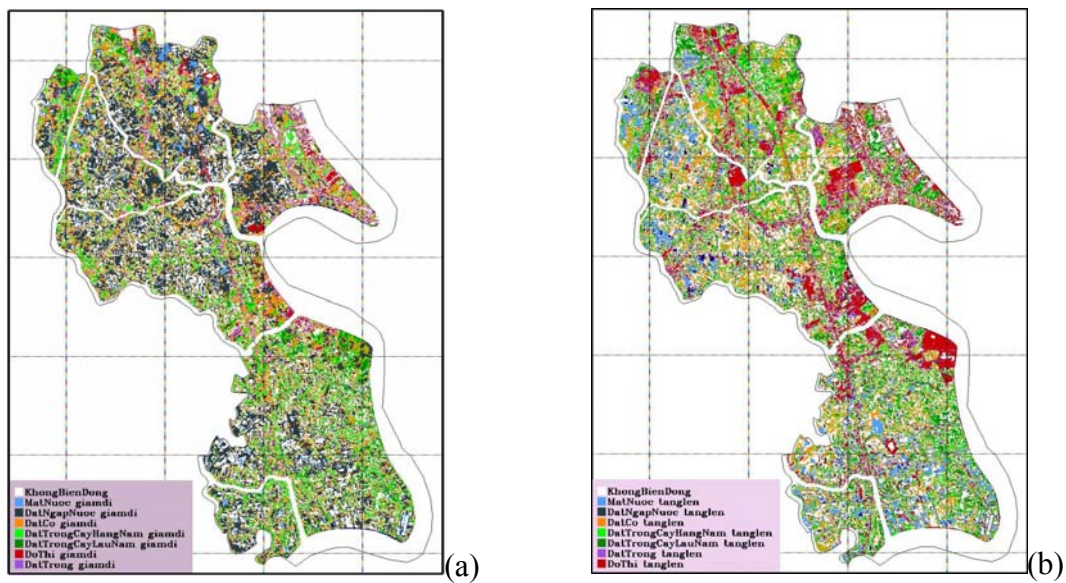 KhongBienDong
MatNuoc giamdi
DatNgapNuoc giamdi
DatCo giamdi
DatTrongCayHangNam giamdi
DatTrongCayLauNam giamdi
DoThi giamdi
DatTrong giamdi
(a)
KhongBienDong
MatNuoc tanglen
DatNgapNuoc tanglen
DatCo tanglen
DatTrongCayHangNam tanglen
DatTrongCayLauNam tanglen
DatTrong tanglen
DoThi tanglen
(b)